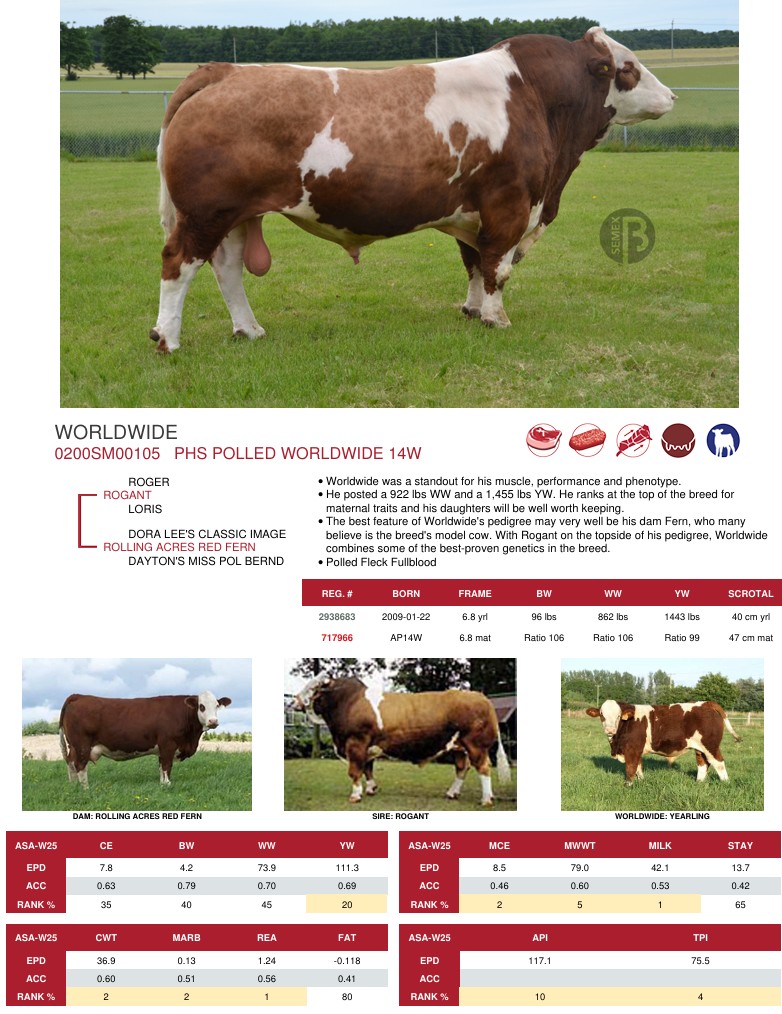 SEMEX
WORLDWIDE
0200SM00105 PHS POLLED WORLDWIDE 14W
ROGER
ROGANT
LORIS
DORA LEE'S CLASSIC IMAGE
ROLLING ACRES RED FERN
DAYTON'S MISS POL BERND
• Worldwide was a standout for his muscle, performance and phenotype.
• He posted a 922 lbs WW and a 1,455 lbs YW. He ranks at the top of the breed for
maternal traits and his daughters will be well worth keeping.
• The best feature of Worldwide's pedigree may very well be his dam Fern, who many
believe is the breed's model cow. With Rogant on the topside of his pedigree, Worldwide
combines some of the best-proven genetics in the breed.
• Polled Fleck Fullblood
REG. # BORN FRAME BW WW YW SCROTAL
2938683 2009-01-22 6.8 yrl 96 lbs 862 lbs 1443 lbs 40 cm yrl
717966 AP14W 6.8 mat Ratio 106 Ratio 106 Ratio 99 47 cm mat
DAM: ROLLING ACRES RED FERN
SIRE: ROGANT
WORLDWIDE: YEARLING
ASA-W25 CE BW WW YW
EPD 7.8 4.2 73.9 111.3
ACC 0.63 0.79 0.70 0.69
RANK % 35 40 45 20
ASA-W25 MCE MWWT MILK STAY
EPD 8.5 79.0 42.1 13.7
ACC 0.46 0.60 0.53 0.42
RANK % 2 5 1 65
ASA-W25 CWT MARB REA FAT
EPD 36.9 0.13 1.24 -0.118
ACC 0.60 0.51 0.56 0.41
RANK % 2 2 1 80
ASA-W25 API TPI
EPD 117.1 75.5
ACC
RANK % 10 4